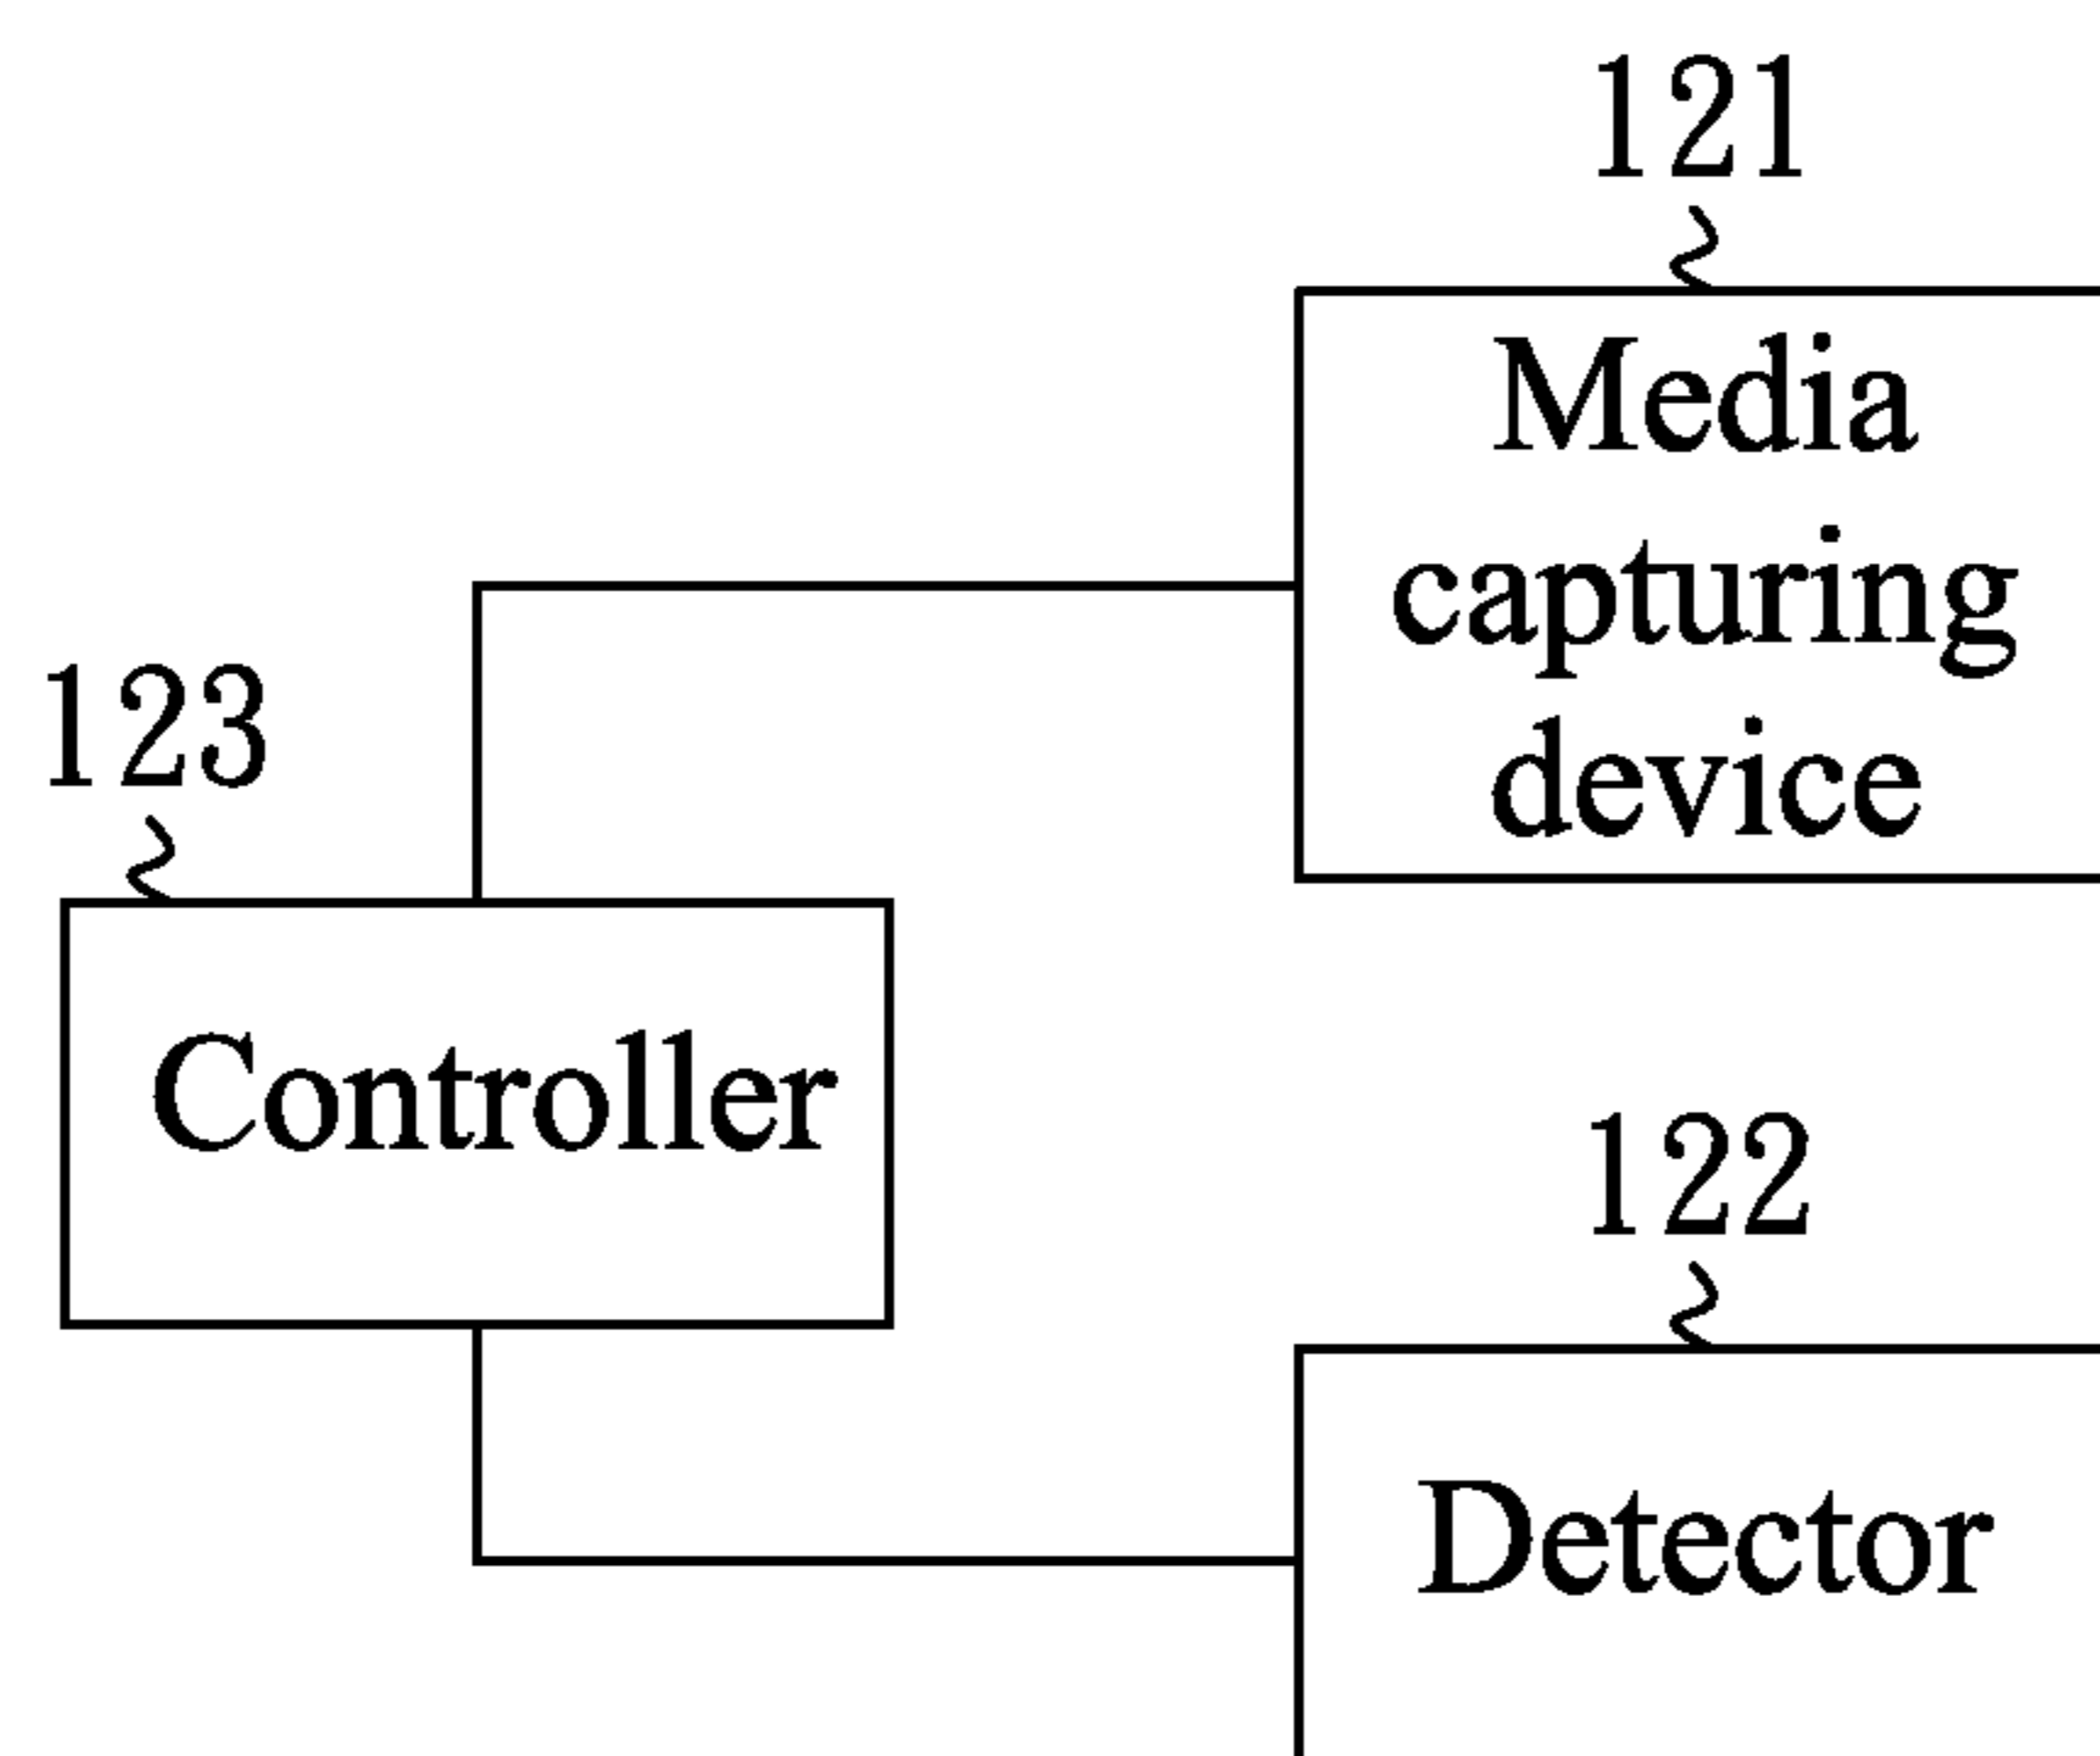 121
Media
capturing
device
123
Controller
122
Detector